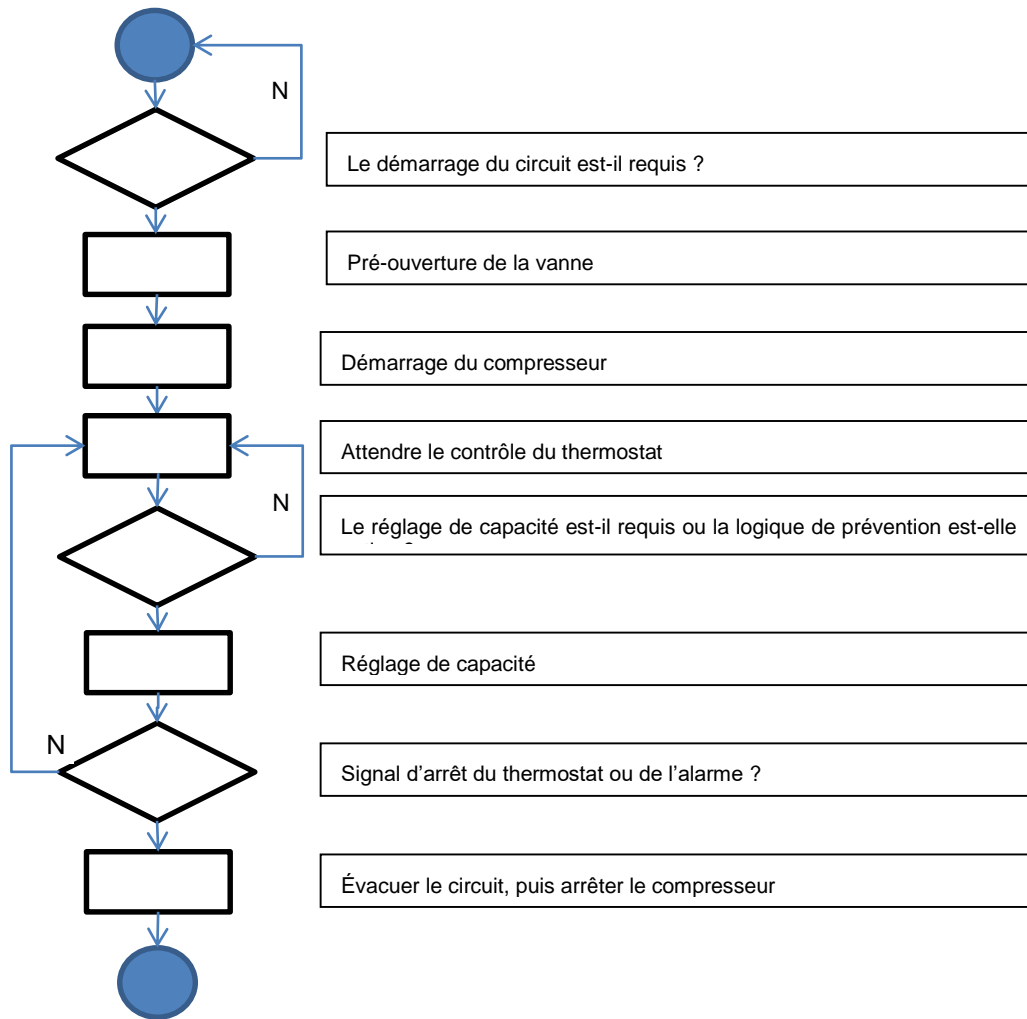 N
Le démarrage du circuit est-il requis ?
Pré-ouverture de la vanne
Démarrage du compresseur
Attendre le contrôle du thermostat
N
Le réglage de capacité est-il requis ou la logique de prévention est-elle
Réglage de capacité
N
Signal d'arrêt du thermostat ou de l'alarme ?
Évacuer le circuit, puis arrêter le compresseur